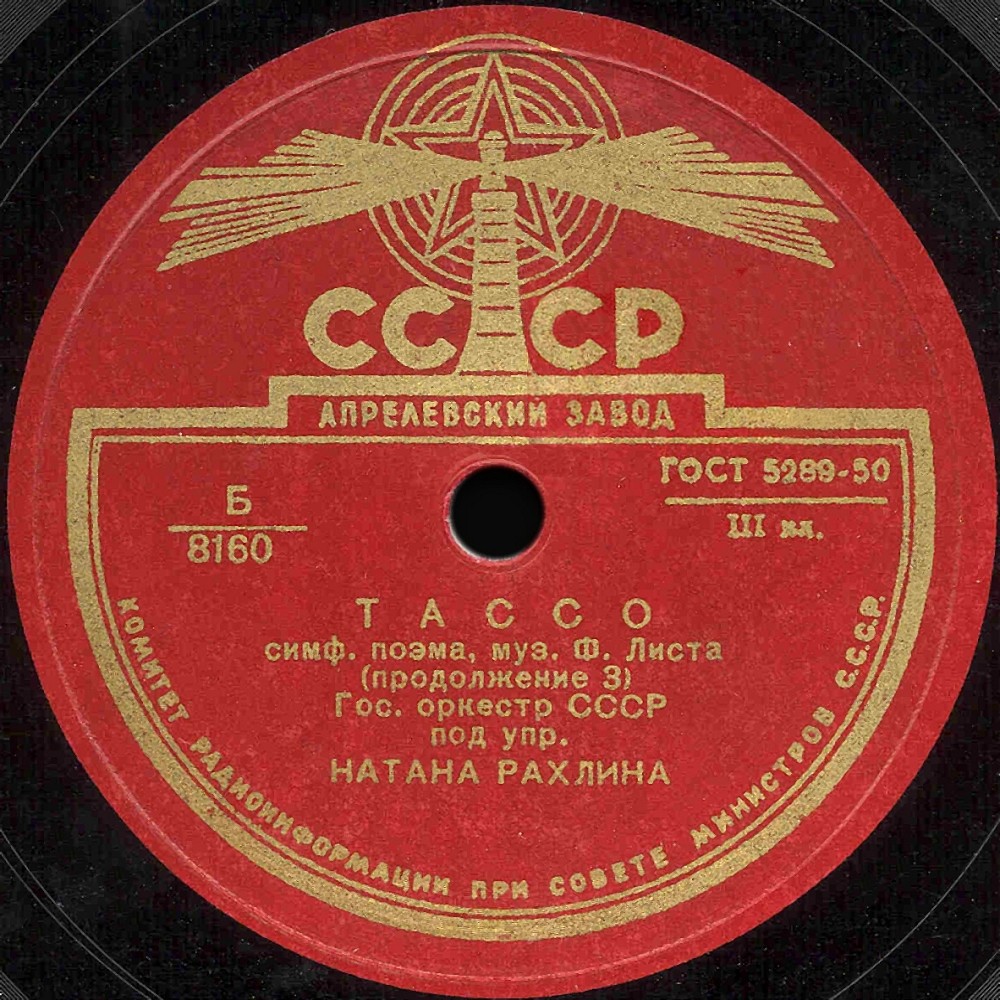 СССР
АПРЕЛЕВСКИЙ ЗАВОД
ГОСТ 5289-50
III кл.
Б
8160
ТАССО
симф. поэма, муз. Ф. Листа
(продолжение 3)
Гос. оркестр СССР
под упр.
НАТАНА РАХЛИНА
КОМИТЕТ РАДИОИНФОРМАЦИИ ПРИ СОВЕТЕ МИНИСТРОВ С.С.С.Р.